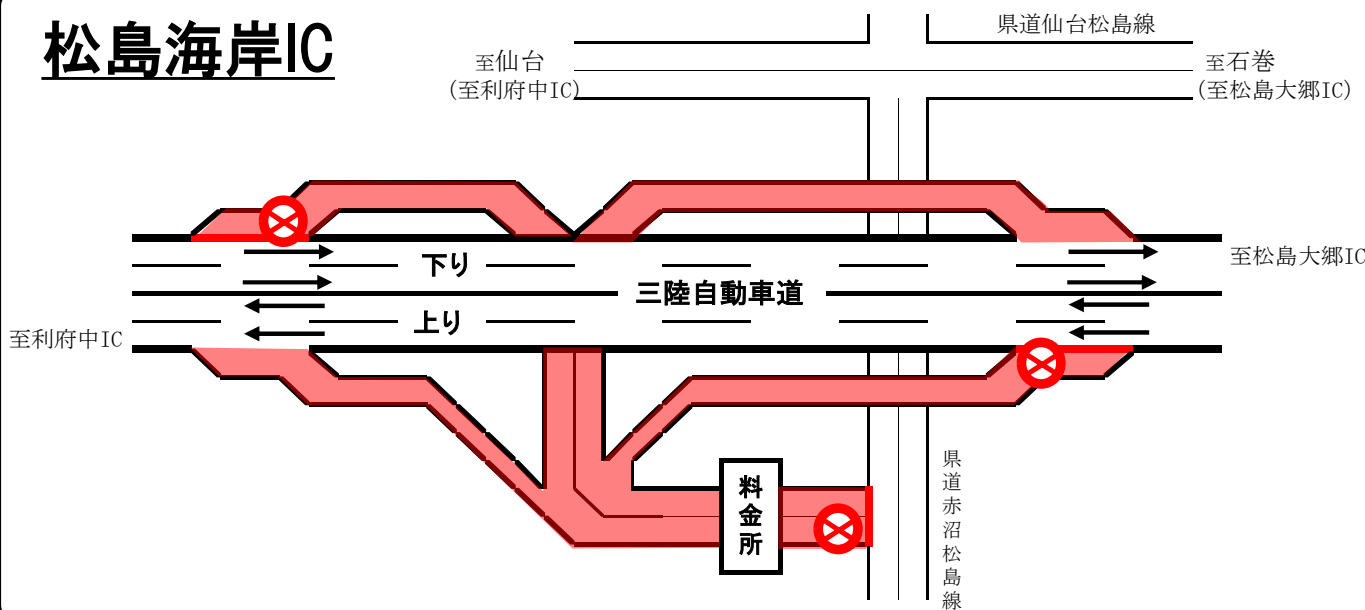 松島海岸IC
県道仙台松島線
至仙台
(至利府中IC)
至石巻
(至松島大郷IC)
下り
三陸自動車道
上り
至松島大郷IC
至利府中IC
料金所
県道赤沼松島線